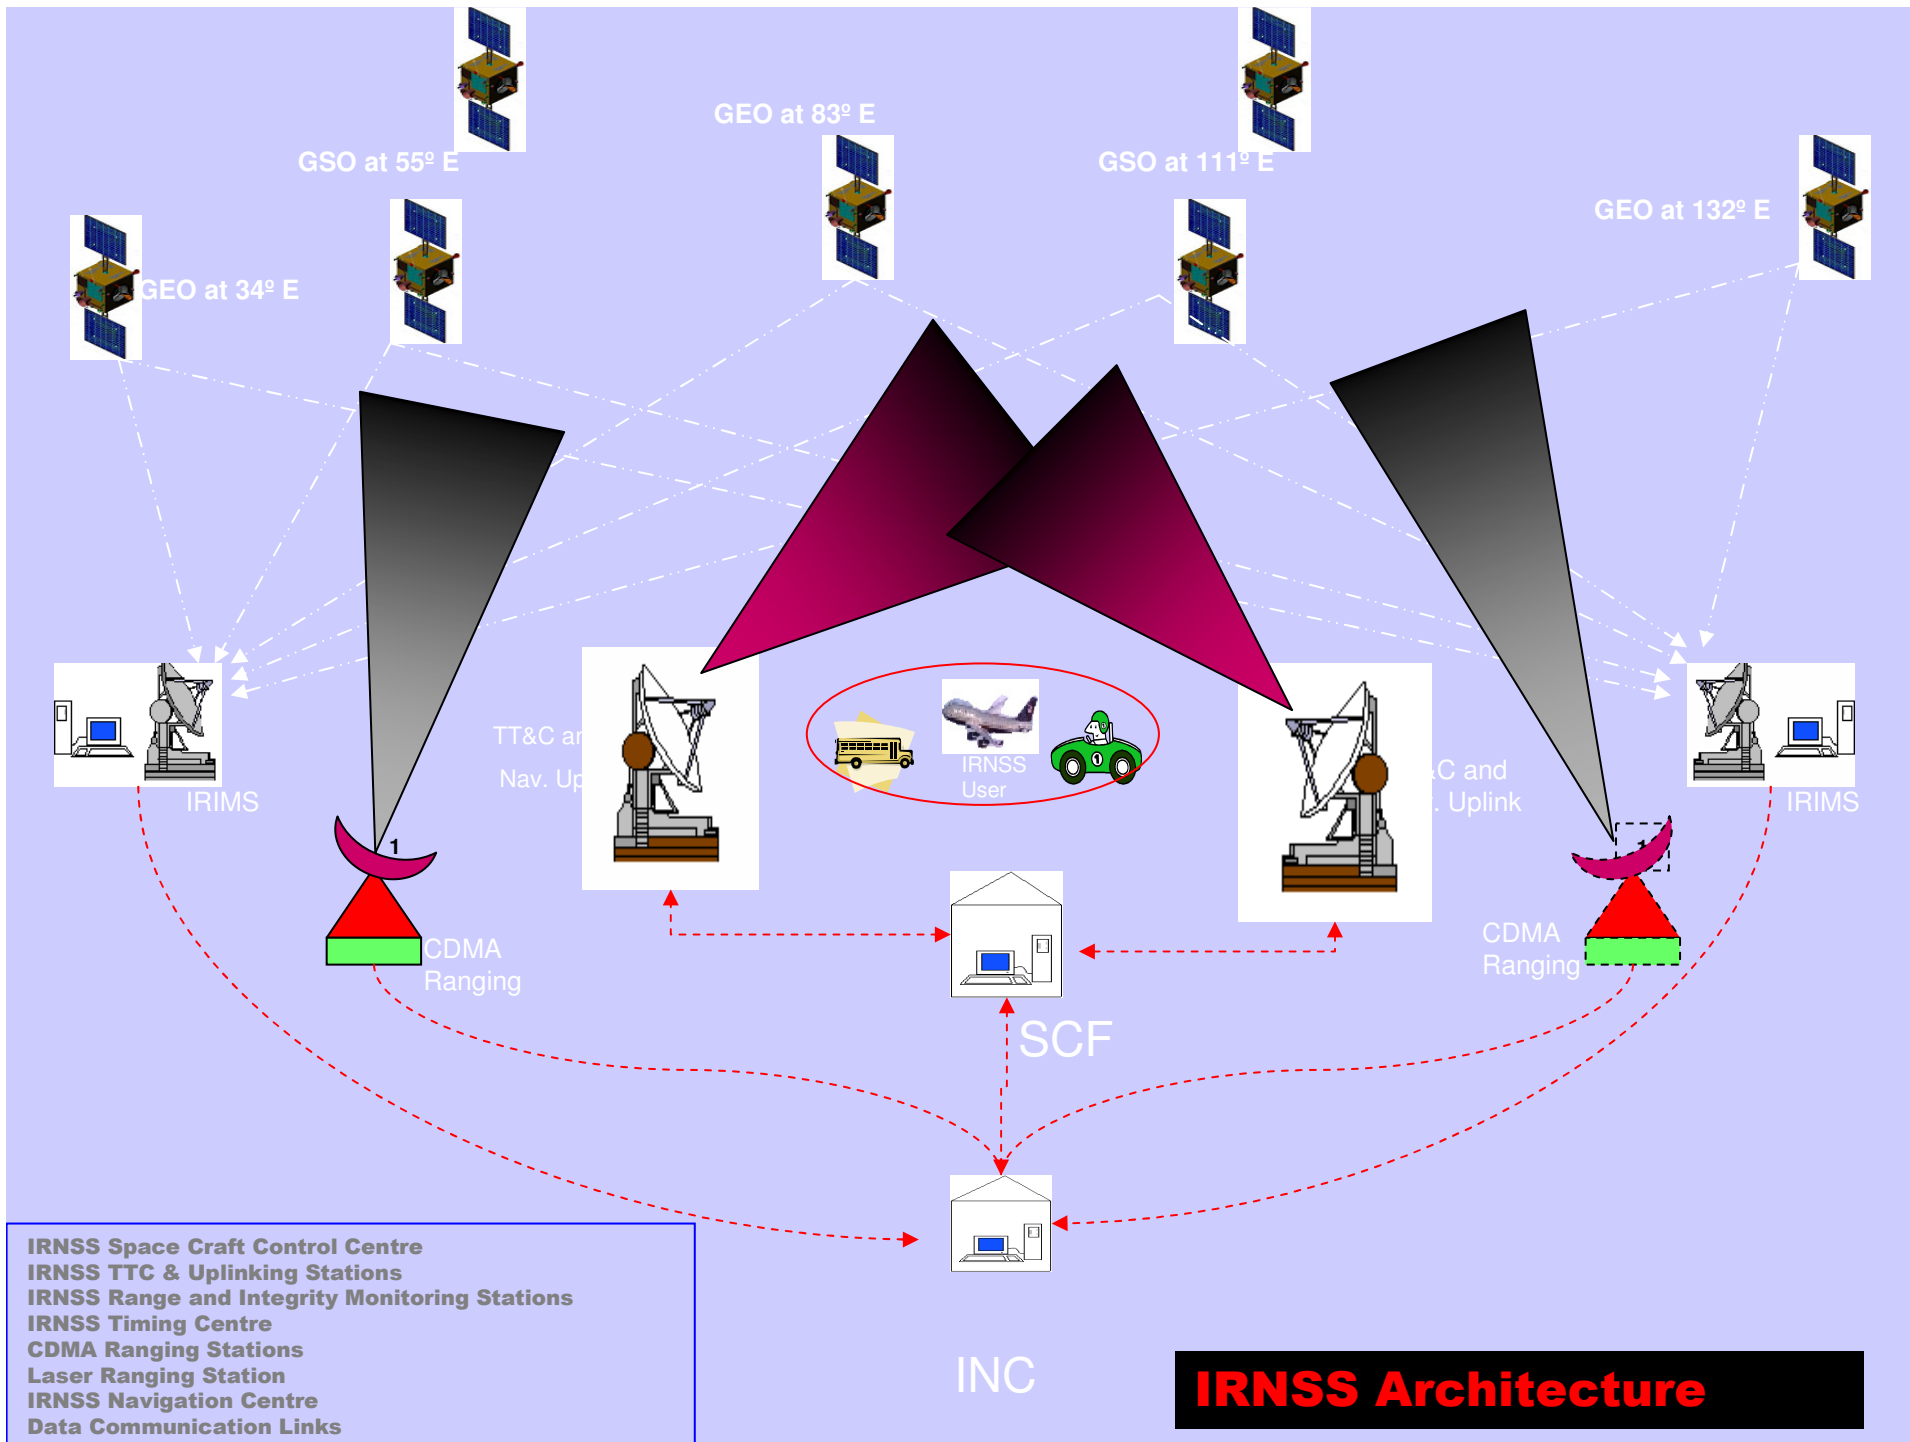 GEO at 83º E
GSO at 55º E
GSO at 111º E
GEO at 132º E
GEO at 34º E
TT&C an
Nav. Up
IRNSS
User
&C and
. Uplink
IRIMS
IRIMS
1
1
1
CDMA
Ranging
CDMA
Ranging
SCF
INC
IRNSS Space Craft Control Centre
IRNSS TTC & Uplinking Stations
IRNSS Range and Integrity Monitoring Stations
IRNSS Timing Centre
CDMA Ranging Stations
Laser Ranging Station
IRNSS Navigation Centre
Data Communication Links
IRNSS Architecture